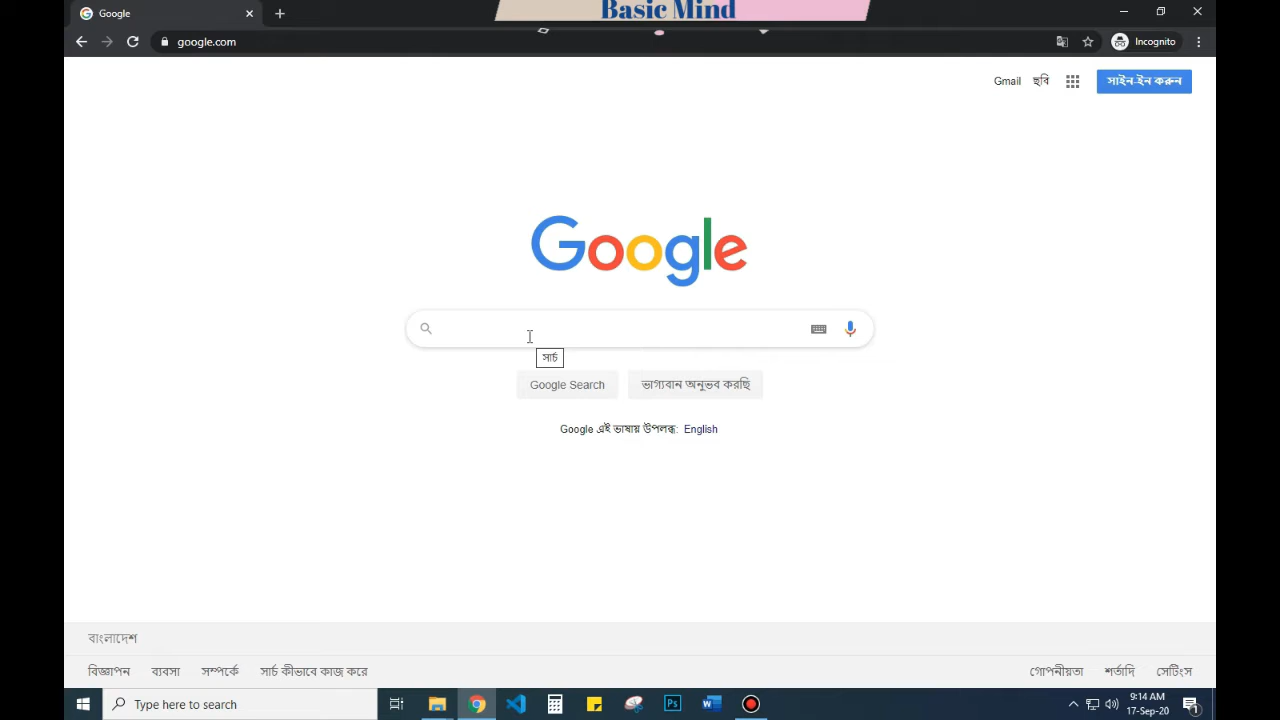 Google
Basic Mind
google.com
Incognito
Gmail ছবি সাইন-ইন করুন
Google
সার্চ
Google Search ভাগ্যবান অনুভব করছি
Google এই ভাষায় উপলব্ধ: English
বাংলাদেশ
বিজ্ঞাপন ব্যবসা সম্পর্কে সার্চ কীভাবে কাজ করে গোপনীয়তা শর্তাদি সেটিংস
Type here to search
Ps
9:14 AM
17-Sep-20
1